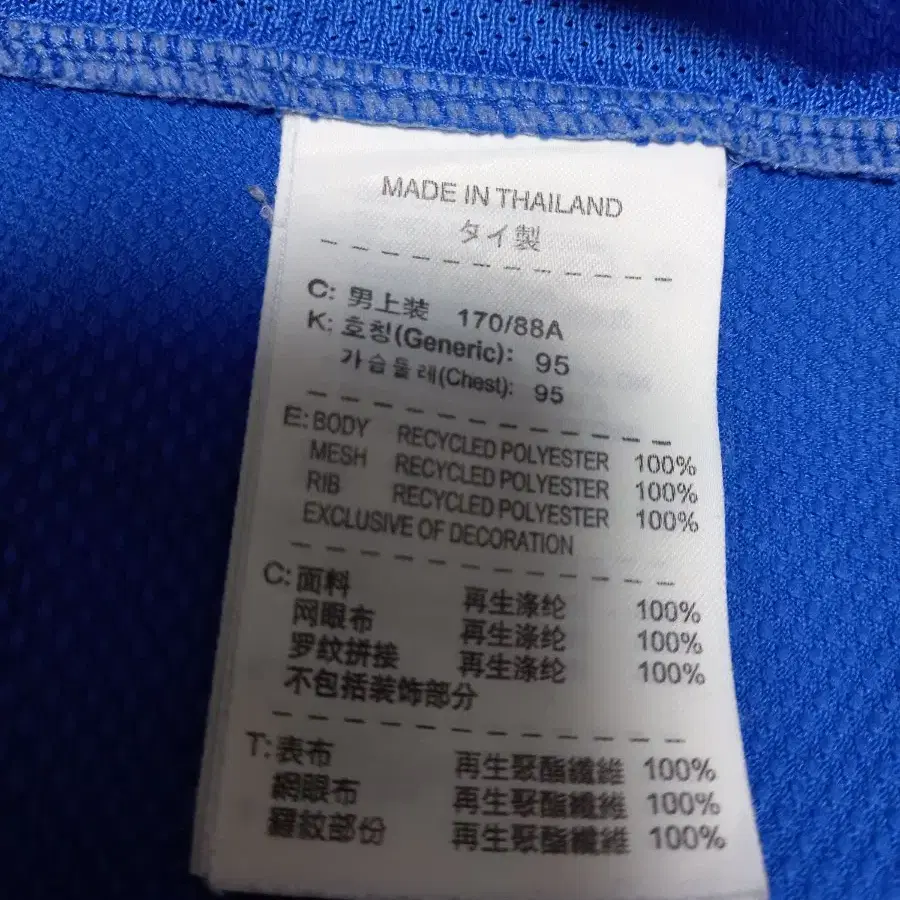 MADE IN THAILAND
タイ製
C: 男上装 170/88A
K: 호칭(Generic): 95
가슴둘레(Chest): 95
E: BODY RECYCLED POLYESTER 100%
MESH RECYCLED POLYESTER 100%
RIB RECYCLED POLYESTER 100%
EXCLUSIVE OF DECORATION
C: 面料 再生涤纶 100%
网眼布 再生涤纶 100%
罗纹拼接 再生涤纶 100%
不包括装饰部分
T: 表布 再生聚酯纖維 100%
網眼布 再生聚酯纖維 100%
羅紋部份 再生聚酯纖維 100%